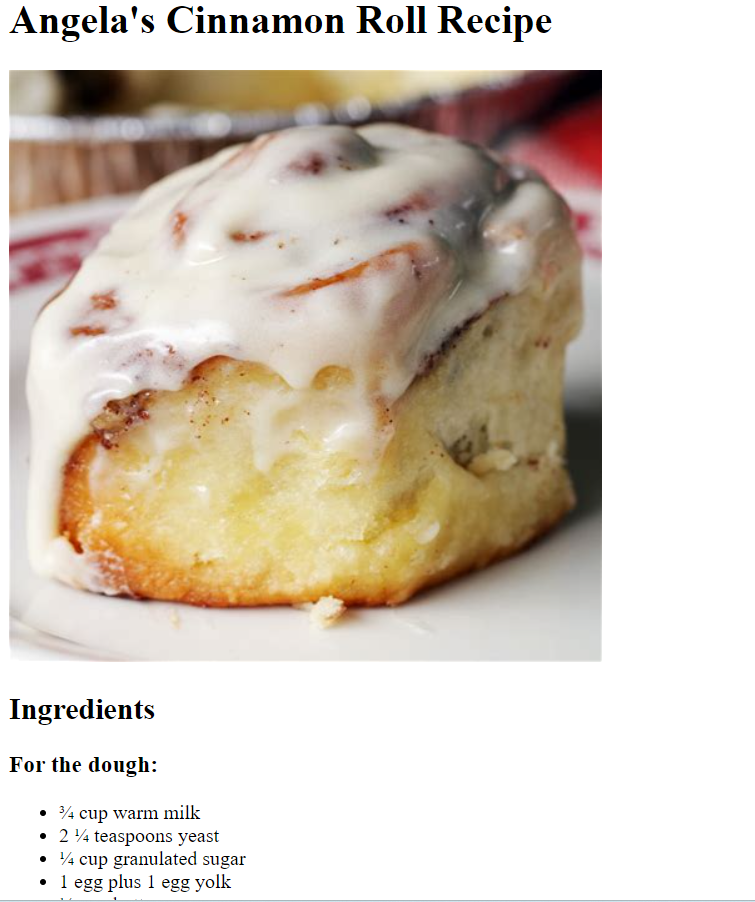 Angela's Cinnamon Roll Recipe
Ingredients
For the dough:
• ¾ cup warm milk
• 2 ¼ teaspoons yeast
• ¼ cup granulated sugar
• 1 egg plus 1 egg yolk